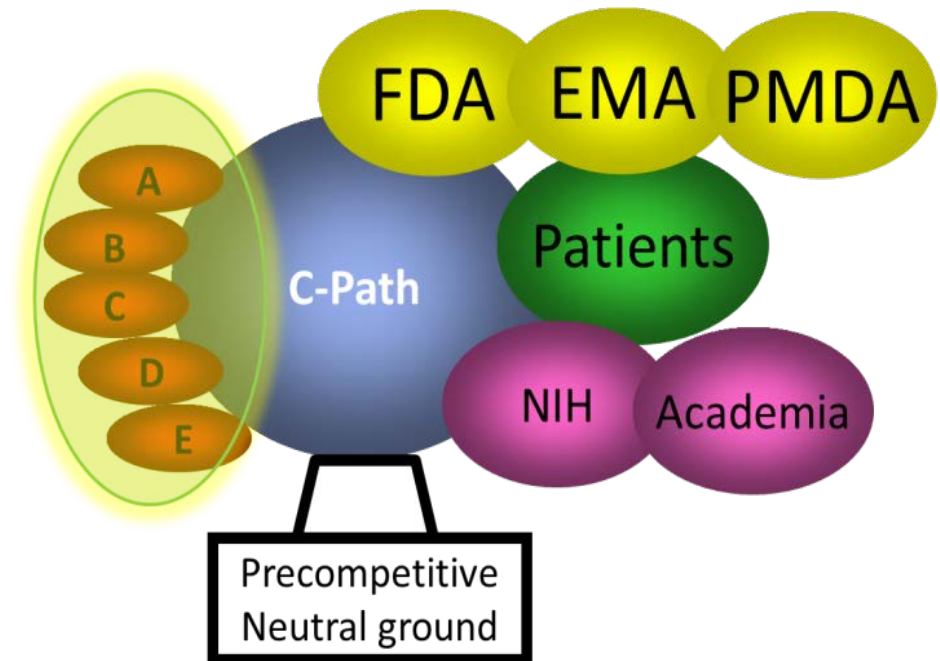 FDA
EMA
PMDA
A
B
C
D
E
C-Path
Patients
NIH
Academia
Precompetitive
Neutral ground